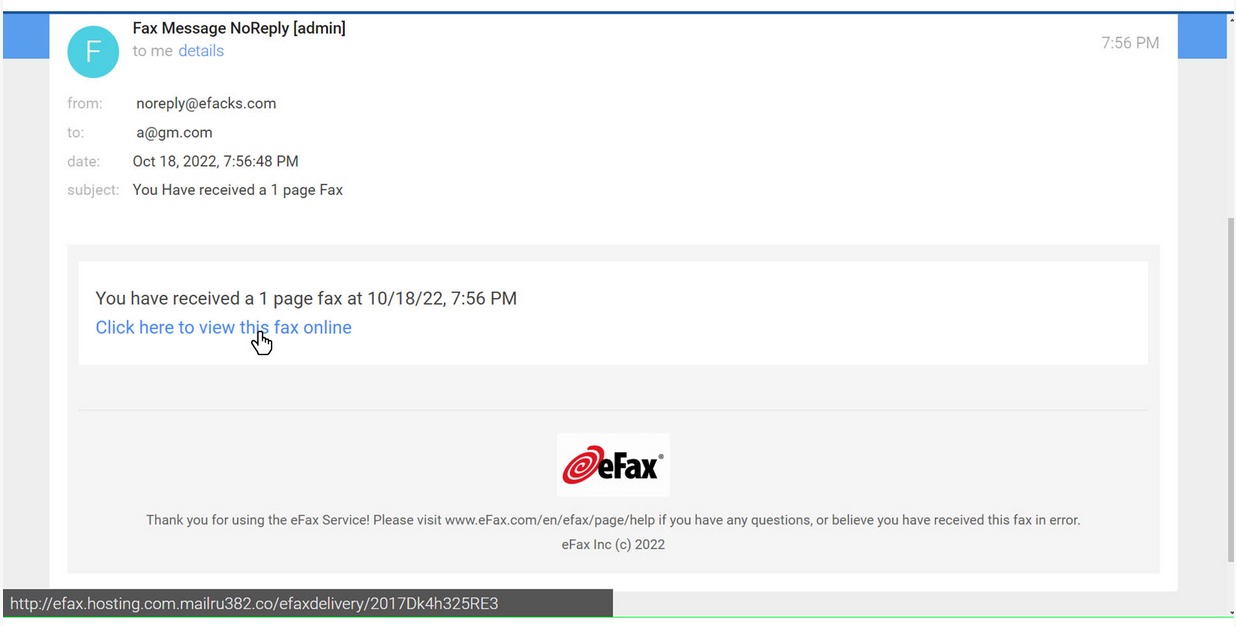 Fax Message NoReply [admin]
F
to me details
7:56 PM
from: noreply@efacks.com
to: a@gm.com
date: Oct 18, 2022, 7:56:48 PM
subject: You Have received a 1 page Fax
You have received a 1 page fax at 10/18/22, 7:56 PM
Click here to view this fax online
eFax®
Thank you for using the eFax Service! Please visit www.eFax.com/en/efax/page/help if you have any questions, or believe you have received this fax in error.
eFax Inc (c) 2022
http://efax.hosting.com.mailru382.co/efaxdelivery/2017Dk4h325RE3